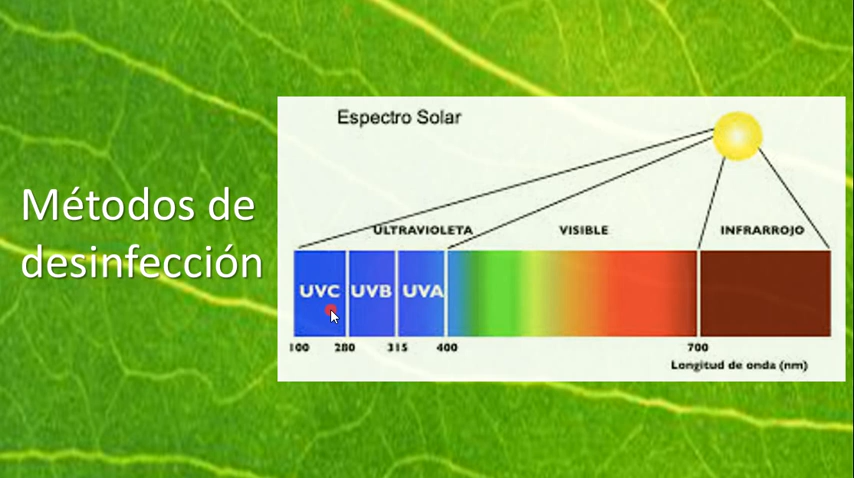 Métodos de
desinfección
Espectro Solar
ULTRAVIOLETA VISIBLE INFRARROJO
UVC UVB UVA
100 280 315 400 700
Longitud de onda (nm)